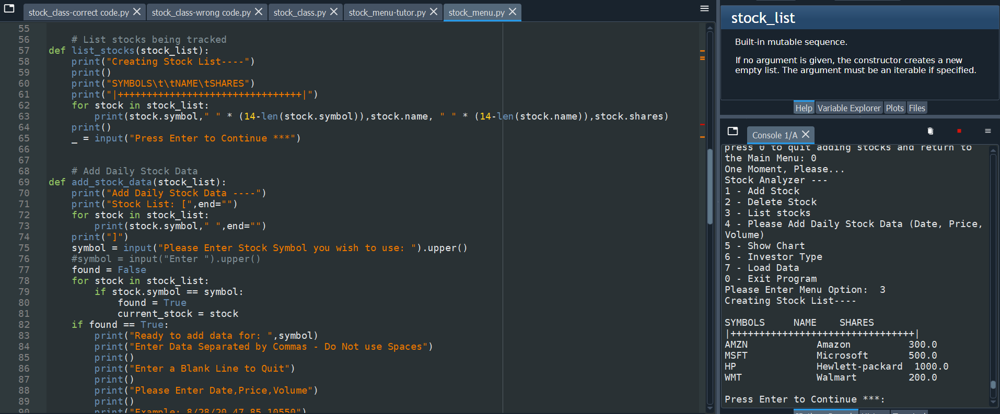 stock_class-correct code.py
stock_class-wrong code.py
stock_class.py
stock_menu-tutor.py
stock_menu.py
55
56     # List stocks being tracked
57 def list_stocks(stock_list):
58     print("Creating Stock List----")
59     print()
60     print("SYMBOLS\t\tNAME\tSHARES")
61     print("|++++++++++++++++++++++++++++++++|")
62     for stock in stock_list:
63         print(stock.symbol," " * (14-len(stock.symbol)),stock.name, " " * (14-len(stock.name)),stock.shares)
64     print()
65     _ = input("Press Enter to Continue ***")
66
67
68     # Add Daily Stock Data
69 def add_stock_data(stock_list):
70     print("Add Daily Stock Data ----")
71     print("Stock List: [",end="")
72     for stock in stock_list:
73         print(stock.symbol," ",end="")
74     print("]")
75     symbol = input("Please Enter Stock Symbol you wish to use: ").upper()
76     #symbol = input("Enter ").upper()
77     found = False
78     for stock in stock_list:
79         if stock.symbol == symbol:
80             found = True
81             current_stock = stock
82     if found == True:
83         print("Ready to add data for: ",symbol)
84         print("Enter Data Separated by Commas - Do Not use Spaces")
85         print()
86         print("Enter a Blank Line to Quit")
87         print()
88         print("Please Enter Date,Price,Volume")
89         print()
90         print("Example: 8/28/20,47.85,10550")
stock_list
Built-in mutable sequence.
If no argument is given, the constructor creates a new
empty list. The argument must be an iterable if specified.
Help Variable Explorer Plots Files
Console 1/A
press 0 to quit adding stocks and return to
the Main Menu: 0
One Moment, Please...
Stock Analyzer ---
1 - Add Stock
2 - Delete Stock
3 - List stocks
4 - Please Add Daily Stock Data (Date, Price,
Volume)
5 - Show Chart
6 - Investor Type
7 - Load Data
0 - Exit Program
Please Enter Menu Option:  3
Creating Stock List----
SYMBOLS     NAME    SHARES
|++++++++++++++++++++++++++++++++|
AMZN            Amazon          300.0
MSFT            Microsoft       500.0
HP              Hewlett-packard  1000.0
WMT             Walmart         200.0
Press Enter to Continue ***: